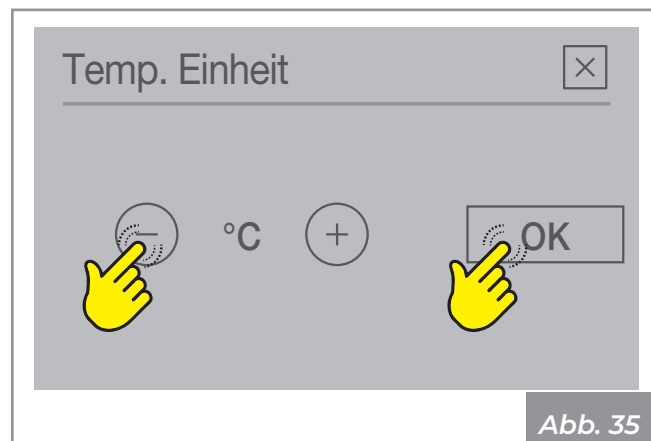 Temp. Einheit
− °C + OK
Abb. 35